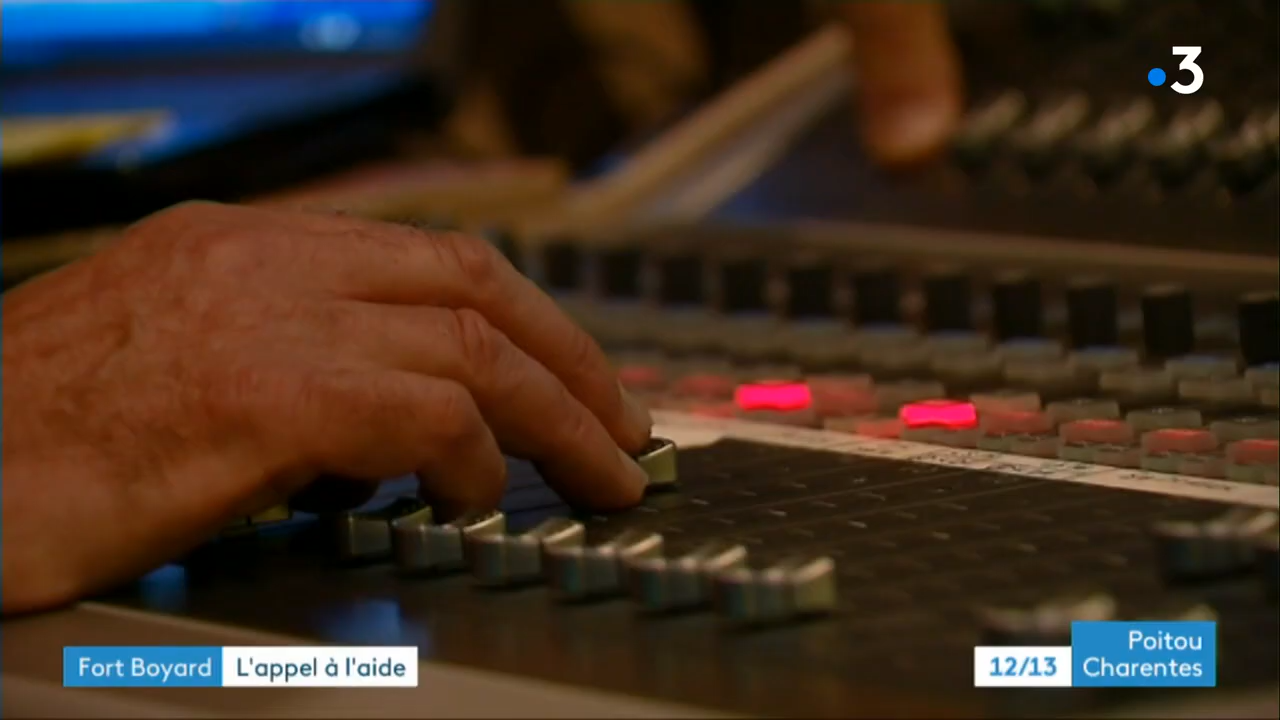 3
Fort Boyard L'appel à l'aide
12/13
Poitou
Charentes